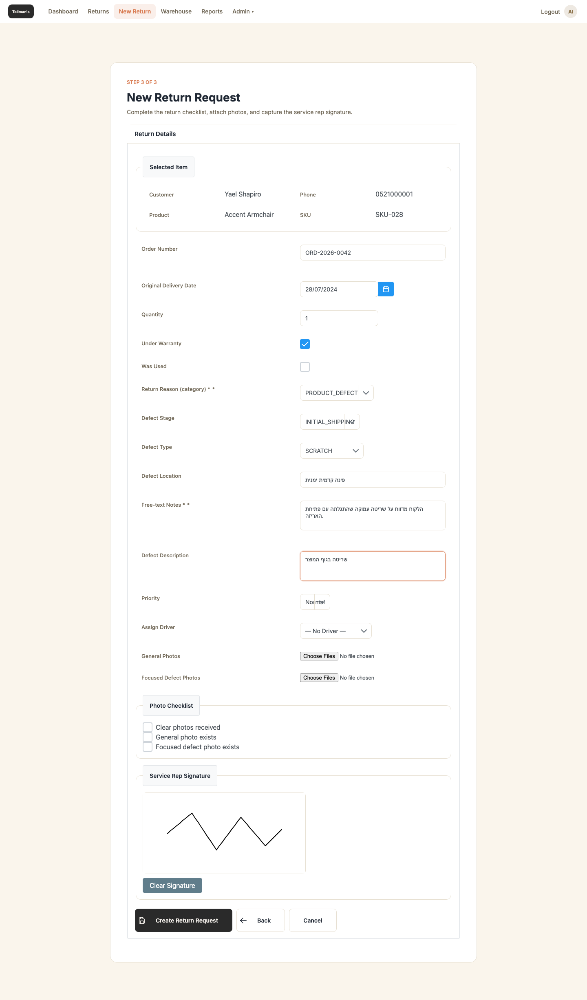 Tollman's
Dashboard
Returns
New Return
Warehouse
Reports
Admin ▾
Logout
AI
STEP 3 OF 3
New Return Request
Complete the return checklist, attach photos, and capture the service rep signature.
Return Details
Selected Item
Customer
Yael Shapiro
Phone
0521000001
Product
Accent Armchair
SKU
SKU-028
Order Number
ORD-2026-0042
Original Delivery Date
28/07/2024
Quantity
1
Under Warranty
Was Used
Return Reason (category) * *
PRODUCT_DEFECT
Defect Stage
INITIAL_SHIPPING
Defect Type
SCRATCH
Defect Location
פינה קדמית ימנית
Free-text Notes * *
הלקוח מדווח על שריטה עמוקה שהתגלתה עם פתיחת
האריזה.
Defect Description
שריטה בגוף המוצר
Priority
Normal
Assign Driver
— No Driver —
General Photos
Choose Files No file chosen
Focused Defect Photos
Choose Files No file chosen
Photo Checklist
Clear photos received
General photo exists
Focused defect photo exists
Service Rep Signature
Clear Signature
Create Return Request
Back
Cancel